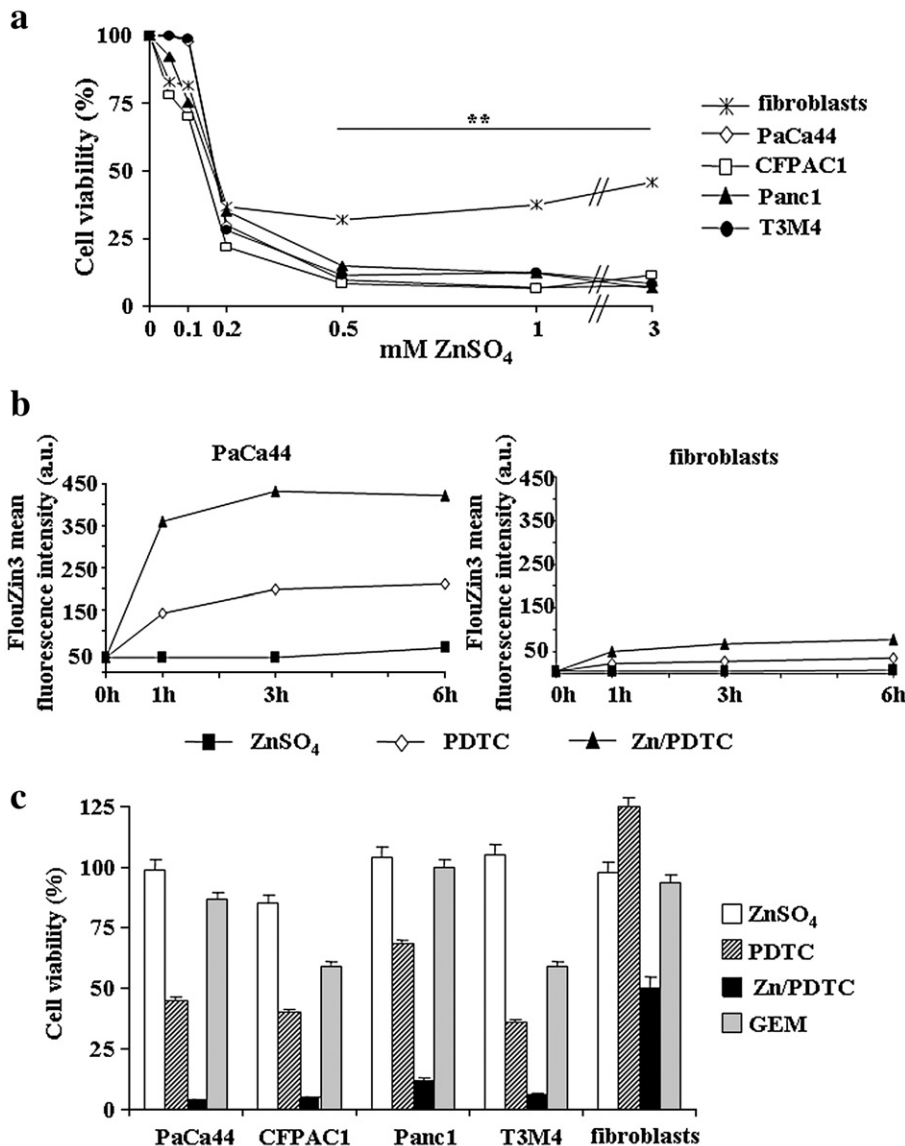 a
Cell viability (%)
100
75
50
25
0
**
0 0.1 0.2 0.5 1 3
mM ZnSO₄
fibroblasts
PaCa44
CFPAC1
Panc1
T3M4
b
PaCa44
FlouZin3 mean
fluorescence intensity (a.u.)
450
350
250
150
50
0h 1h 3h 6h
fibroblasts
FlouZin3 mean
fluorescence intensity (a.u.)
450
350
250
150
50
0h 1h 3h 6h
ZnSO₄ PDTC Zn/PDTC
c
Cell viability (%)
125
100
75
50
25
0
PaCa44 CFPAC1 Panc1 T3M4 fibroblasts
ZnSO₄
PDTC
Zn/PDTC
GEM